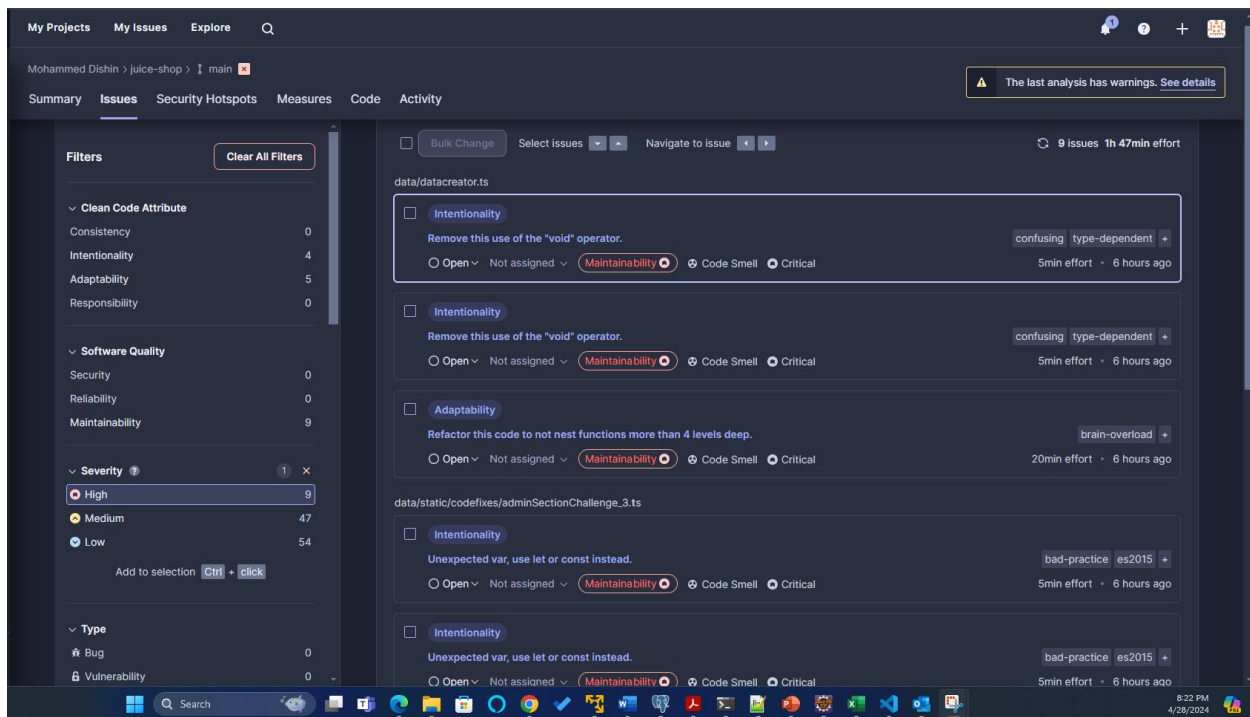 My Projects My Issues Explore
1
Mohammed Dishin > juice-shop > main
The last analysis has warnings. See details
Summary Issues Security Hotspots Measures Code Activity
Filters Clear All Filters
Clean Code Attribute
Consistency 0
Intentionality 4
Adaptability 5
Responsibility 0
Software Quality
Security 0
Reliability 0
Maintainability 9
Severity ? 1
High 9
Medium 47
Low 54
Add to selection Ctrl + click
Type
Bug 0
Vulnerability 0
Bulk Change Select issues Navigate to issue 9 issues 1h 47min effort
data/datacreator.ts
Intentionality
Remove this use of the "void" operator. confusing type-dependent +
Open Not assigned Maintainability Code Smell Critical 5min effort • 6 hours ago
Intentionality
Remove this use of the "void" operator. confusing type-dependent +
Open Not assigned Maintainability Code Smell Critical 5min effort • 6 hours ago
Adaptability
Refactor this code to not nest functions more than 4 levels deep. brain-overload +
Open Not assigned Maintainability Code Smell Critical 20min effort • 6 hours ago
data/static/codefixes/adminSectionChallenge_3.ts
Intentionality
Unexpected var, use let or const instead. bad-practice es2015 +
Open Not assigned Maintainability Code Smell Critical 5min effort • 6 hours ago
Intentionality
Unexpected var, use let or const instead. bad-practice es2015 +
Open Not assigned Maintainability Code Smell Critical 5min effort • 6 hours ago
Search
8:22 PM
4/28/2024